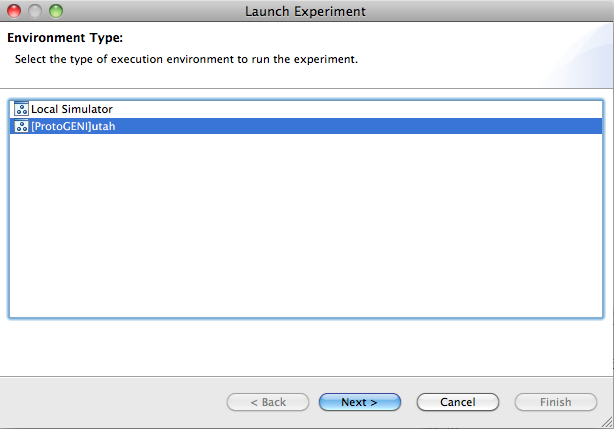 Launch Experiment
Environment Type:
Select the type of execution environment to run the experiment.
Local Simulator
[ProtoGENI]utah
< Back
Next >
Cancel
Finish